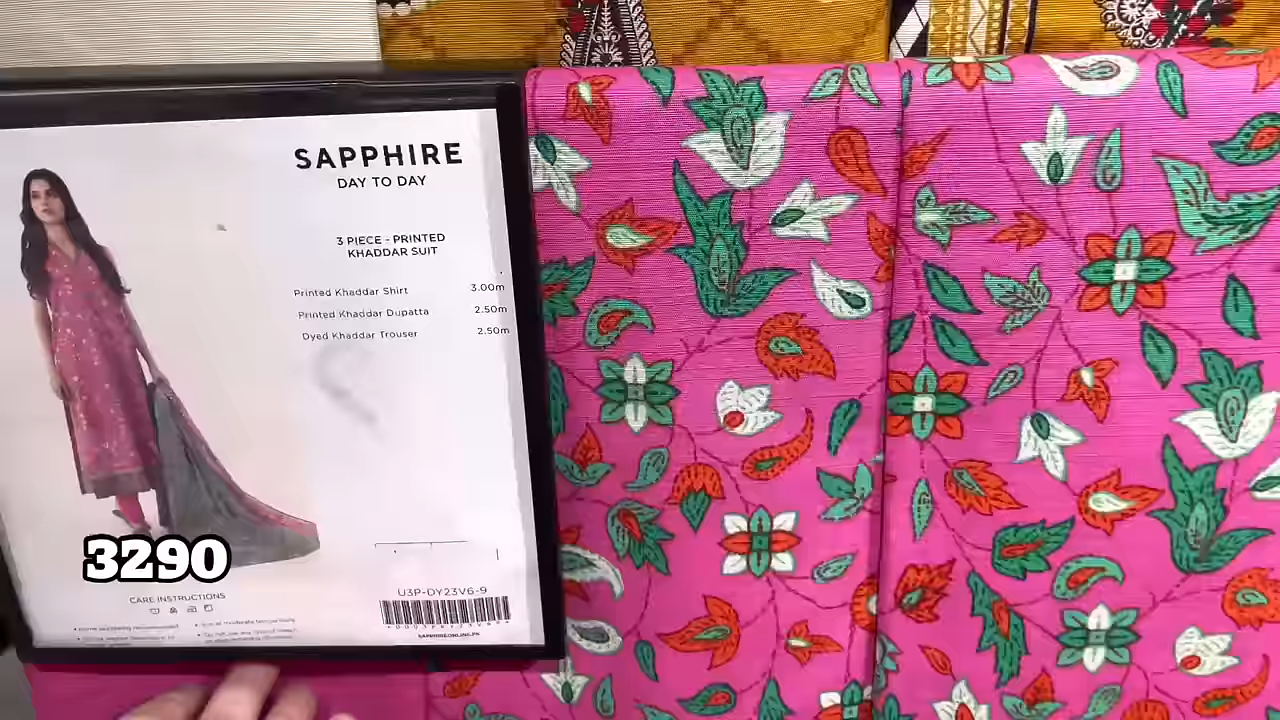 SAPPHIRE
DAY TO DAY
3 PIECE - PRINTED
KHADDAR SUIT
Printed Khaddar Shirt 3.00m
Printed Khaddar Dupatta 2.50m
Dyed Khaddar Trouser 2.50m
3290
CARE INSTRUCTIONS
U3P-DY23V6-9
SAPPHIREONLINE.PK